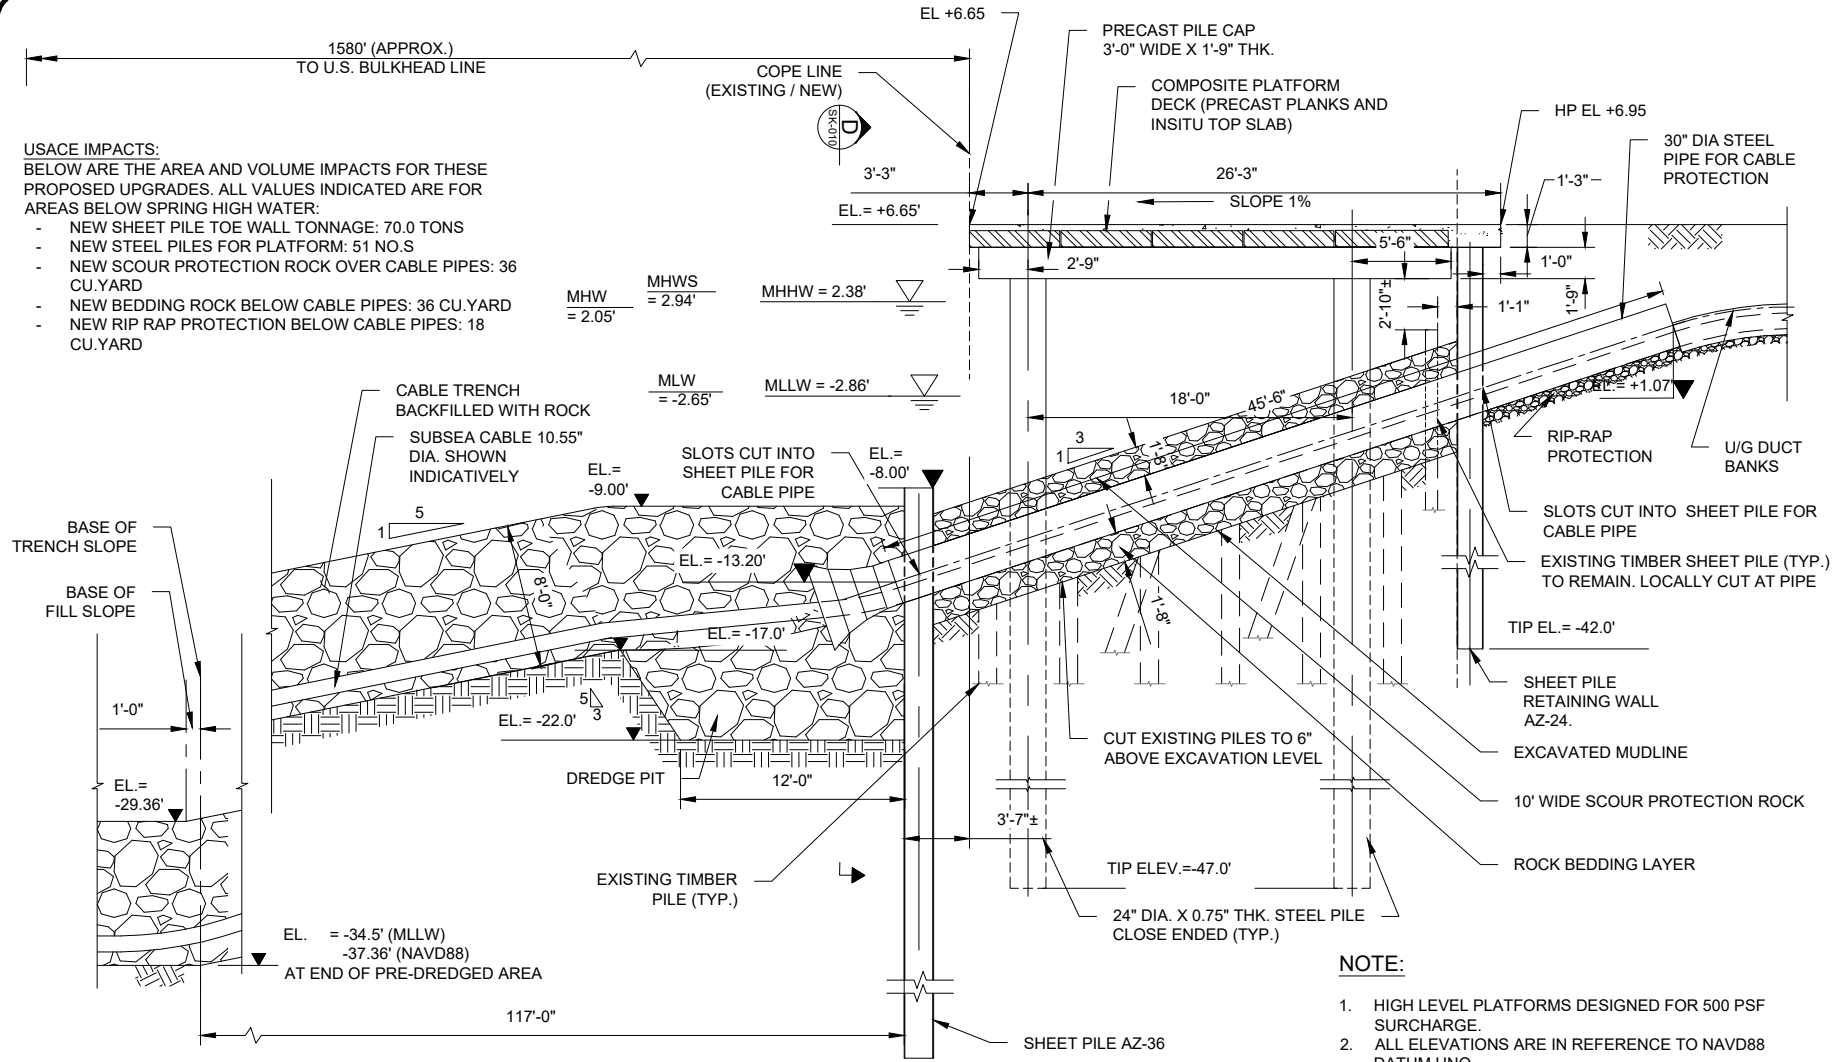 EL +6.65
1580' (APPROX.)
TO U.S. BULKHEAD LINE
COPE LINE
(EXISTING / NEW)
D
SK-010
PRECAST PILE CAP
3'-0" WIDE X 1'-9" THK.
COMPOSITE PLATFORM
DECK (PRECAST PLANKS AND
INSITU TOP SLAB)
HP EL +6.95
30" DIA STEEL
PIPE FOR CABLE
PROTECTION
USACE IMPACTS:
BELOW ARE THE AREA AND VOLUME IMPACTS FOR THESE
PROPOSED UPGRADES. ALL VALUES INDICATED ARE FOR
AREAS BELOW SPRING HIGH WATER:
- NEW SHEET PILE TOE WALL TONNAGE: 70.0 TONS
- NEW STEEL PILES FOR PLATFORM: 51 NO.S
- NEW SCOUR PROTECTION ROCK OVER CABLE PIPES: 36
CU.YARD
- NEW BEDDING ROCK BELOW CABLE PIPES: 36 CU.YARD
- NEW RIP RAP PROTECTION BELOW CABLE PIPES: 18
CU.YARD
3'-3"
26'-3"
1'-3"
EL.= +6.65'
SLOPE 1%
5'-6"
2'-9"
1'-0"
1'-9"
2'-10"±
1'-1"
MHW
= 2.05'
MHWS
= 2.94'
MHHW = 2.38'
MLW
= -2.65'
MLLW = -2.86'
EL.= +1.07'
18'-0"
45'-6"
3
1
1'-8"
RIP-RAP
PROTECTION
U/G DUCT
BANKS
CABLE TRENCH
BACKFILLED WITH ROCK
SUBSEA CABLE 10.55"
DIA. SHOWN
INDICATIVELY
SLOTS CUT INTO
SHEET PILE FOR
CABLE PIPE
EL.=
-8.00'
EL.=
-9.00'
5
1
BASE OF
TRENCH SLOPE
BASE OF
FILL SLOPE
8'-0"
EL.= -13.20'
EL.= -17.0'
1'-8"
SLOTS CUT INTO SHEET PILE FOR
CABLE PIPE
EXISTING TIMBER SHEET PILE (TYP.)
TO REMAIN. LOCALLY CUT AT PIPE
TIP EL.= -42.0'
SHEET PILE
RETAINING WALL
AZ-24.
1'-0"
5
3
EL.= -22.0'
DREDGE PIT
12'-0"
CUT EXISTING PILES TO 6"
ABOVE EXCAVATION LEVEL
EXCAVATED MUDLINE
10' WIDE SCOUR PROTECTION ROCK
EL.=
-29.36'
3'-7"±
EXISTING TIMBER
PILE (TYP.)
TIP ELEV.=-47.0'
ROCK BEDDING LAYER
24" DIA. X 0.75" THK. STEEL PILE
CLOSE ENDED (TYP.)
EL. = -34.5' (MLLW)
-37.36' (NAVD88)
AT END OF PRE-DREDGED AREA
117'-0"
SHEET PILE AZ-36
NOTE:
1. HIGH LEVEL PLATFORMS DESIGNED FOR 500 PSF
SURCHARGE.
2. ALL ELEVATIONS ARE IN REFERENCE TO NAVD88
DATUM UNO